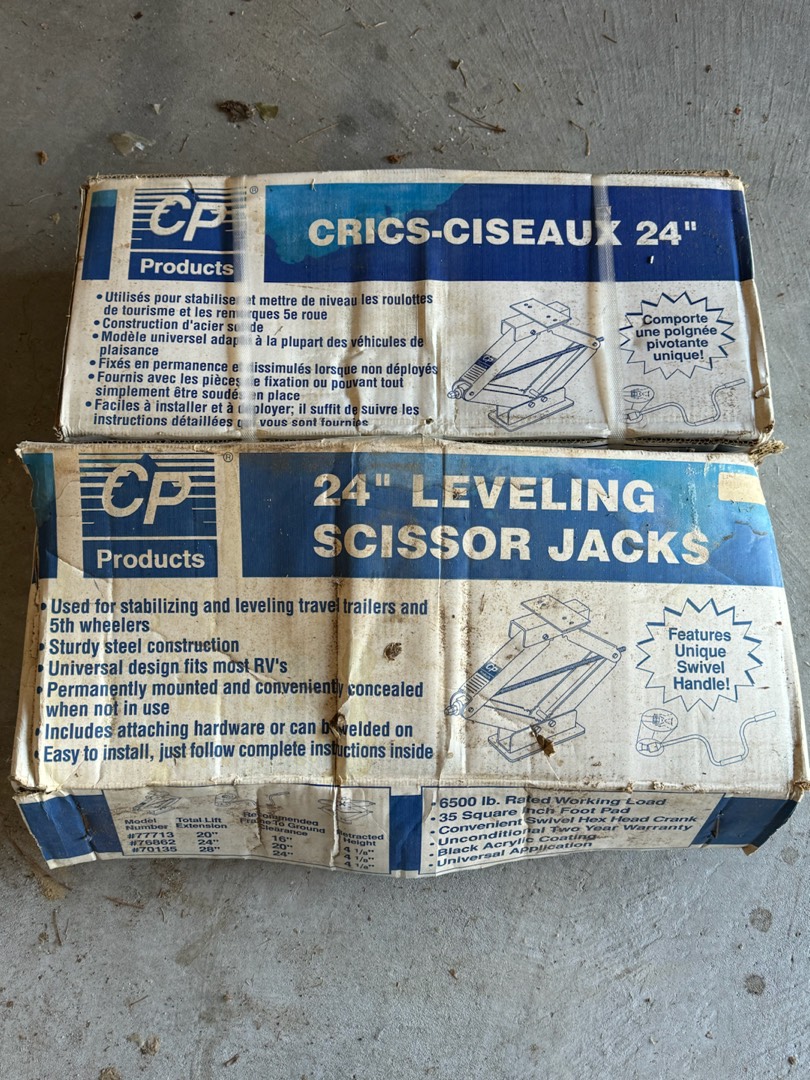 CP
®
Products
CRICS-CISEAUX 24"
• Utilisés pour stabiliser et mettre de niveau les roulottes
de tourisme et les remorques 5e roue
• Construction d'acier solide
• Modèle universel adapté à la plupart des véhicules de
plaisance
• Fixés en permanence et dissimulés lorsque non déployés
• Fournis avec les pièces de fixation ou pouvant tout
simplement être soudés en place
• Faciles à installer et à déployer; il suffit de suivre les
instructions détaillées qui vous sont fournies
Comporte
une poignée
pivotante
unique!
CP
®
Products
24" LEVELING
SCISSOR JACKS
• Used for stabilizing and leveling travel trailers and
5th wheelers
• Sturdy steel construction
• Universal design fits most RV's
• Permanently mounted and conveniently concealed
when not in use
• Includes attaching hardware or can be welded on
• Easy to install, just follow complete instructions inside
Features
Unique
Swivel
Handle!
Model
Number
Total Lift
Extension
Recommended
Frame To Ground
Clearance
Retracted
Height
#77713 20" 16" 4 1/8"
#76862 24" 20" 4 1/8"
#70135 28" 24" 4 1/8"
• 6500 lb. Rated Working Load
• 35 Square Inch Foot Pad
• Convenient Swivel Hex Head Crank
• Unconditional Two Year Warranty
• Black Acrylic Coating
• Universal Application